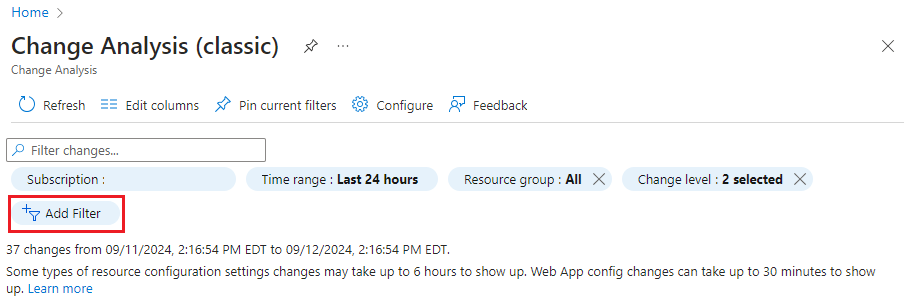 Home >
Change Analysis (classic) ...
Change Analysis
Refresh Edit columns Pin current filters Configure Feedback
Filter changes...
Subscription : Time range : Last 24 hours Resource group : All Change level : 2 selected
Add Filter
37 changes from 09/11/2024, 2:16:54 PM EDT to 09/12/2024, 2:16:54 PM EDT.
Some types of resource configuration settings changes may take up to 6 hours to show up. Web App config changes can take up to 30 minutes to show
up. Learn more